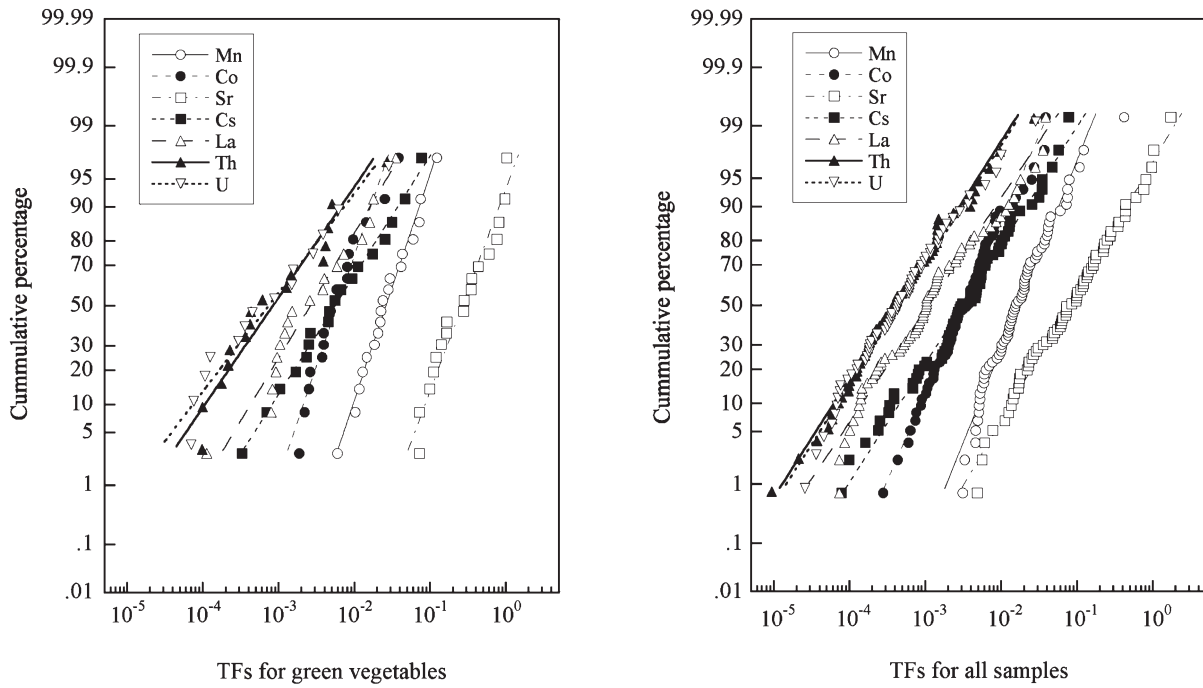 99.99
99.9
99
95
90
80
70
50
30
20
10
5
1
.1
.01
Cummulative percentage
Mn
Co
Sr
Cs
La
Th
U
10-5
10-4
10-3
10-2
10-1
100
TFs for green vegetables
99.99
99.9
99
95
90
80
70
50
30
20
10
5
1
.1
.01
Cummulative percentage
Mn
Co
Sr
Cs
La
Th
U
10-5
10-4
10-3
10-2
10-1
100
TFs for all samples